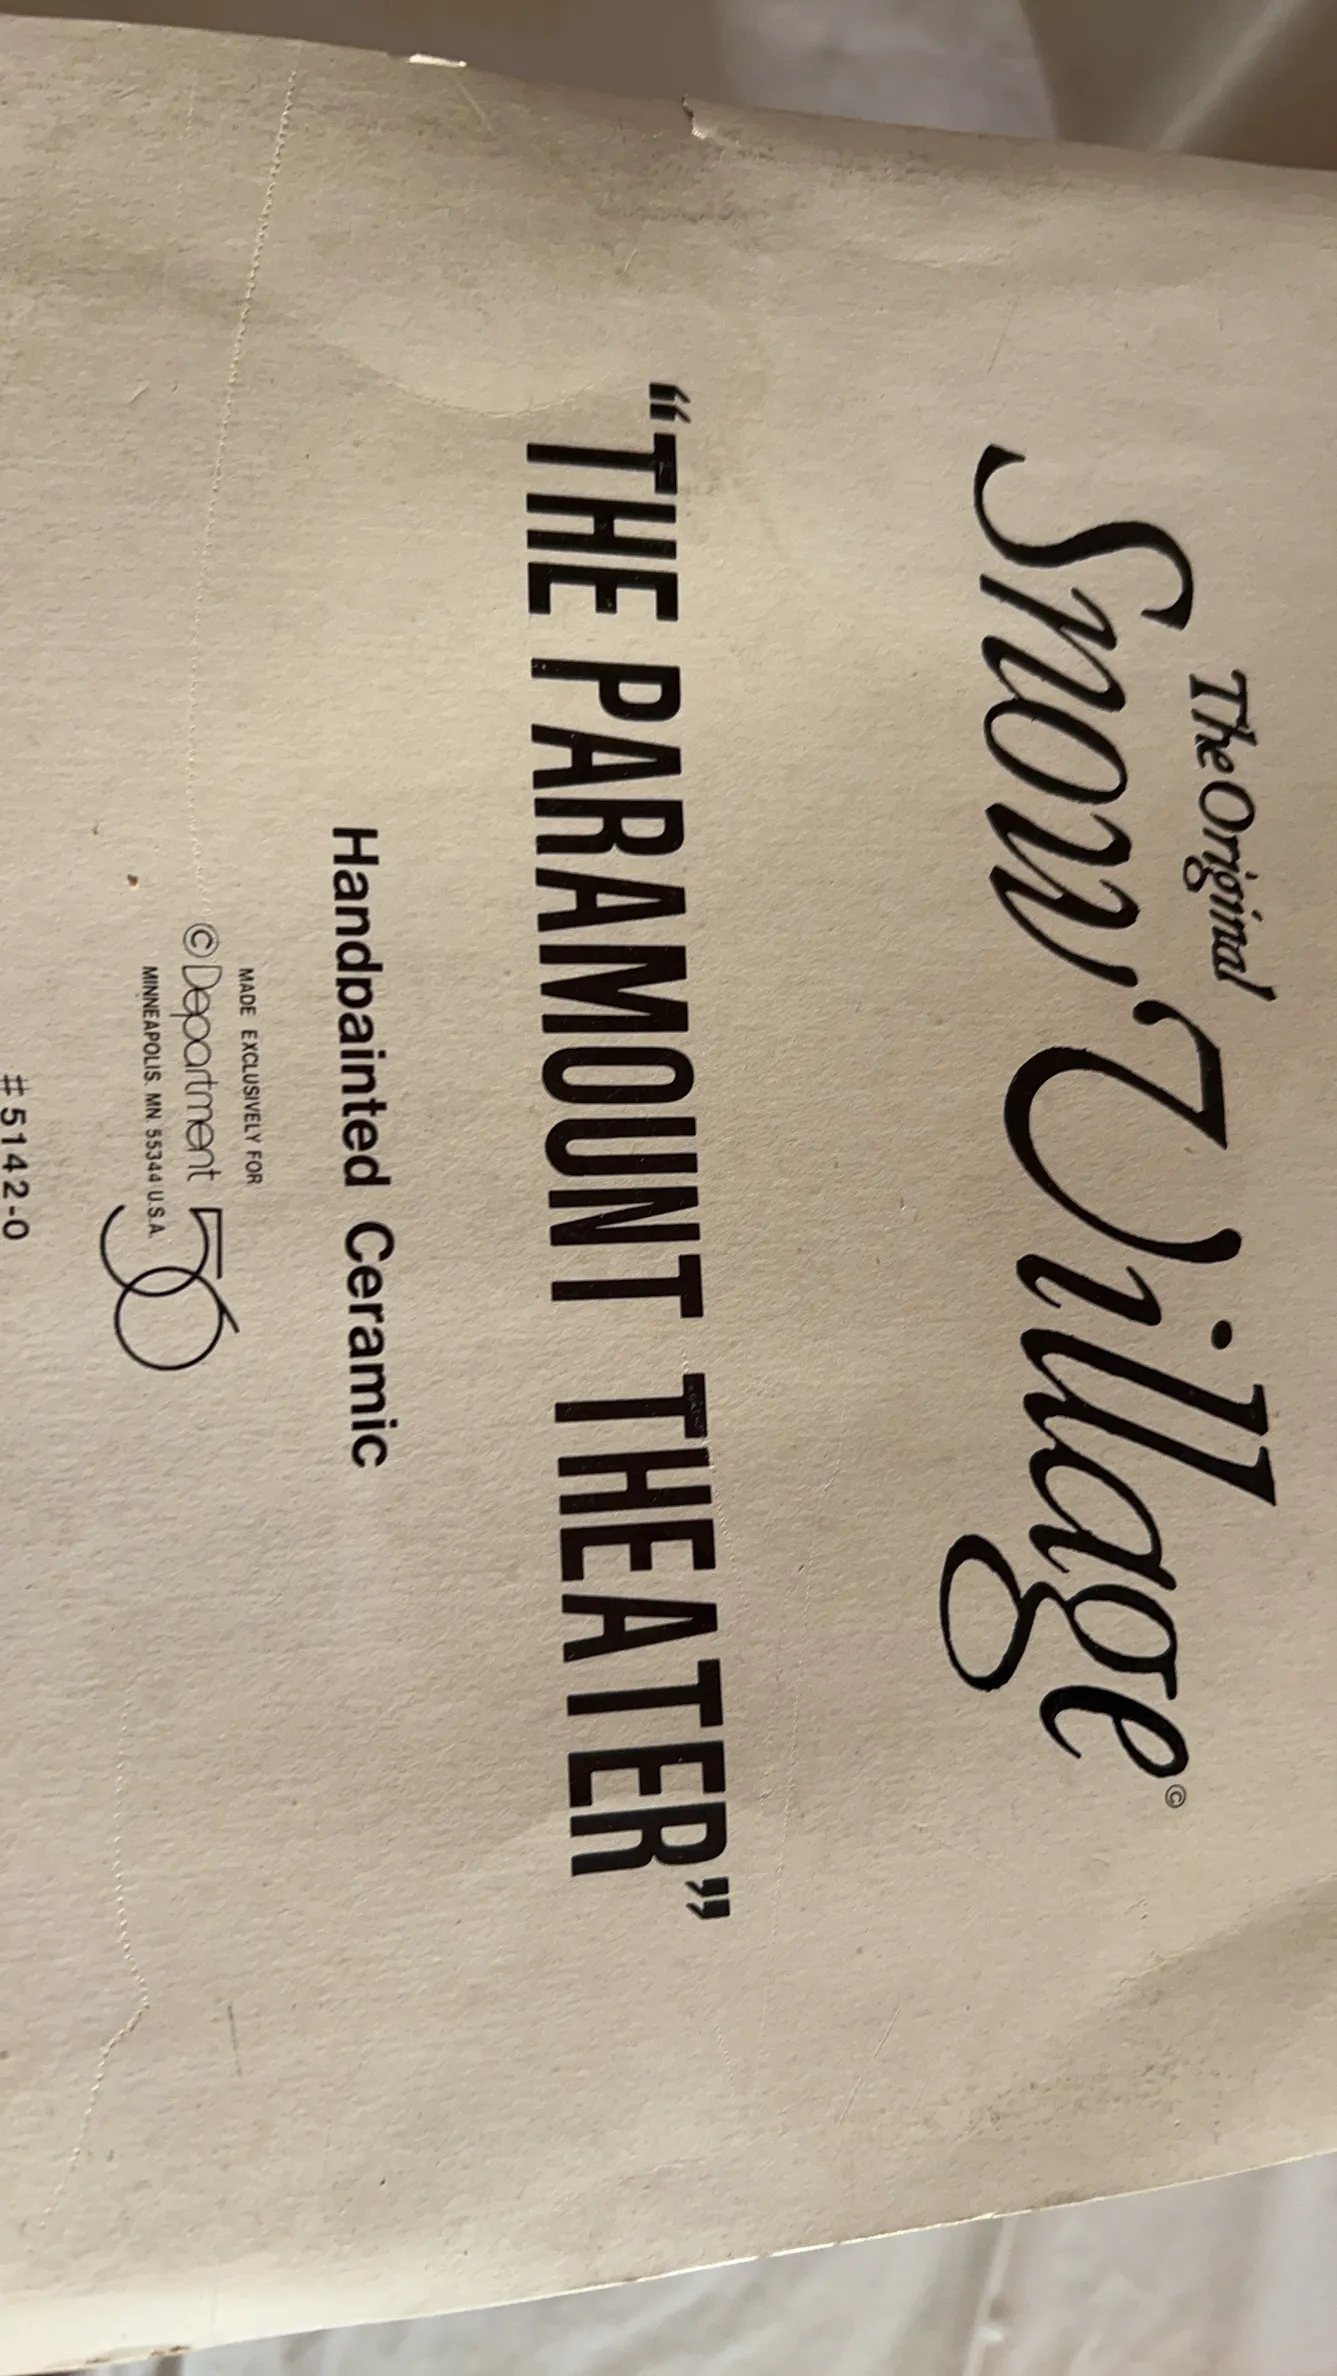 The Original
Snow Village©
“THE PARAMOUNT THEATER”
Handpainted Ceramic
MADE EXCLUSIVELY FOR
© Department 56
MINNEAPOLIS. MN 55344 U.S.A.
#5142-0